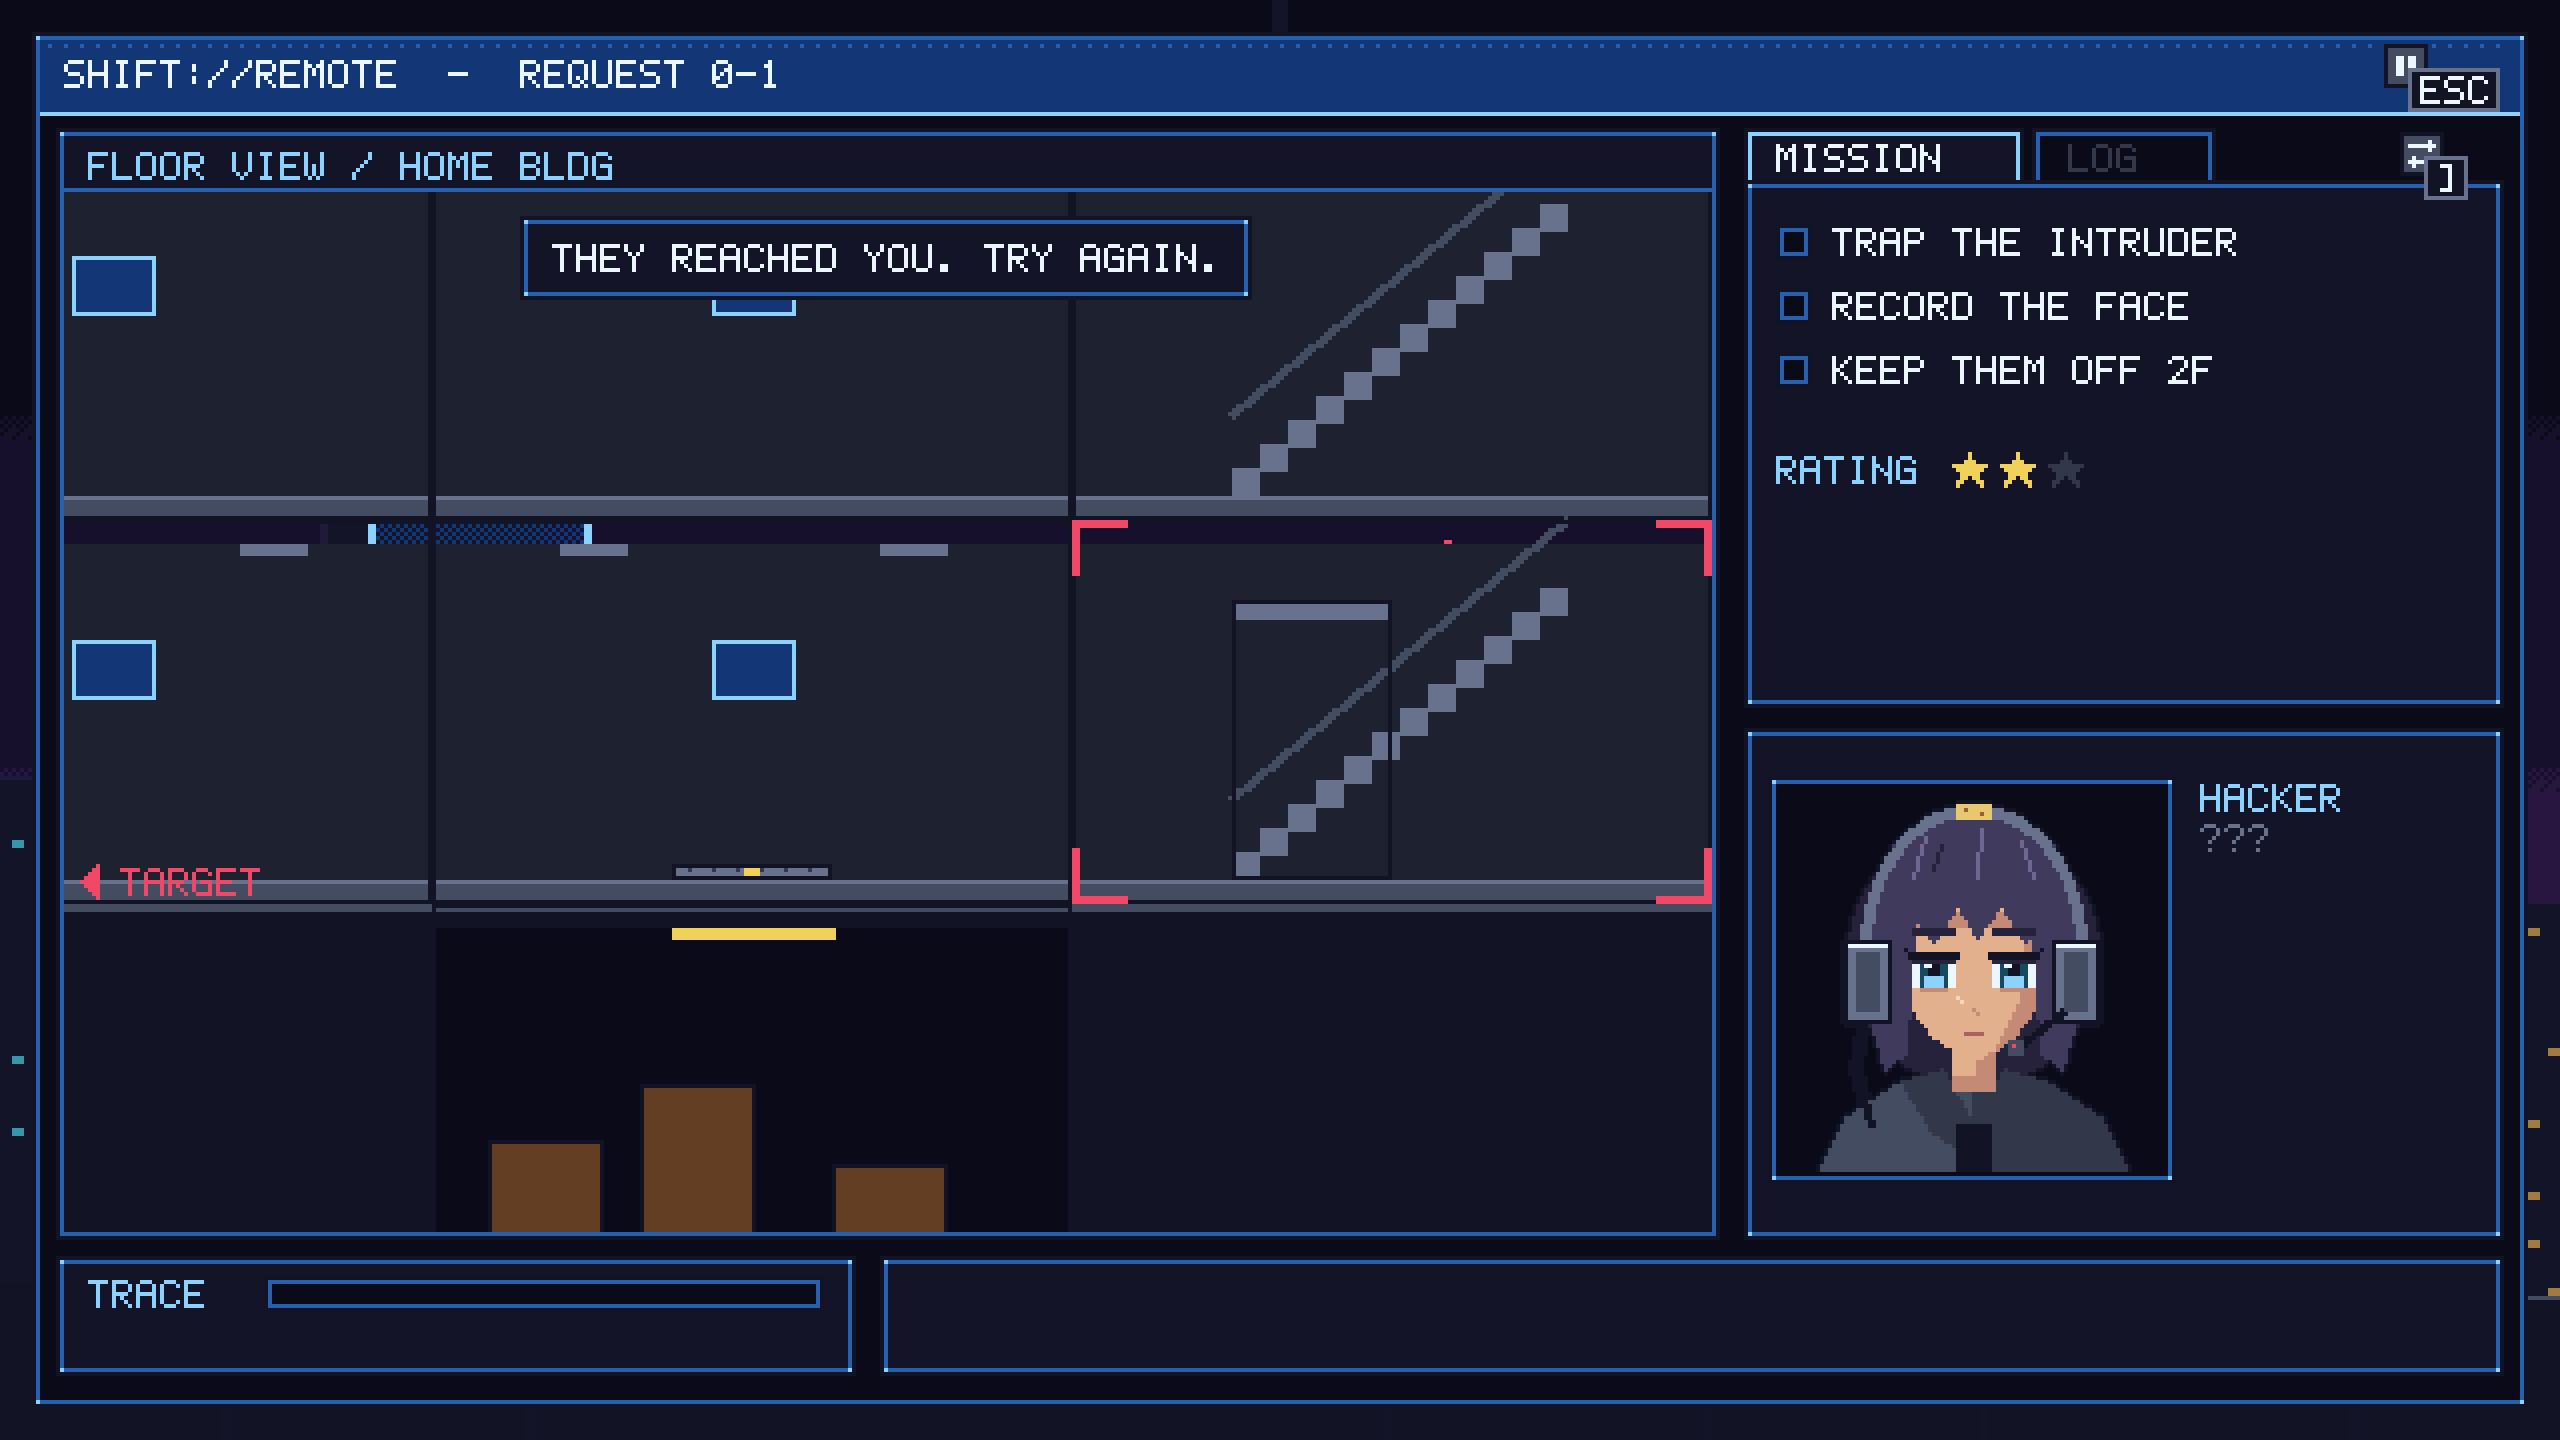 SHIFT://REMOTE - REQUEST 0-1
ESC
FLOOR VIEW / HOME BLDG
MISSION
LOG
]
THEY REACHED YOU. TRY AGAIN.
TRAP THE INTRUDER
RECORD THE FACE
KEEP THEM OFF 2F
RATING
TARGET
HACKER
???
TRACE